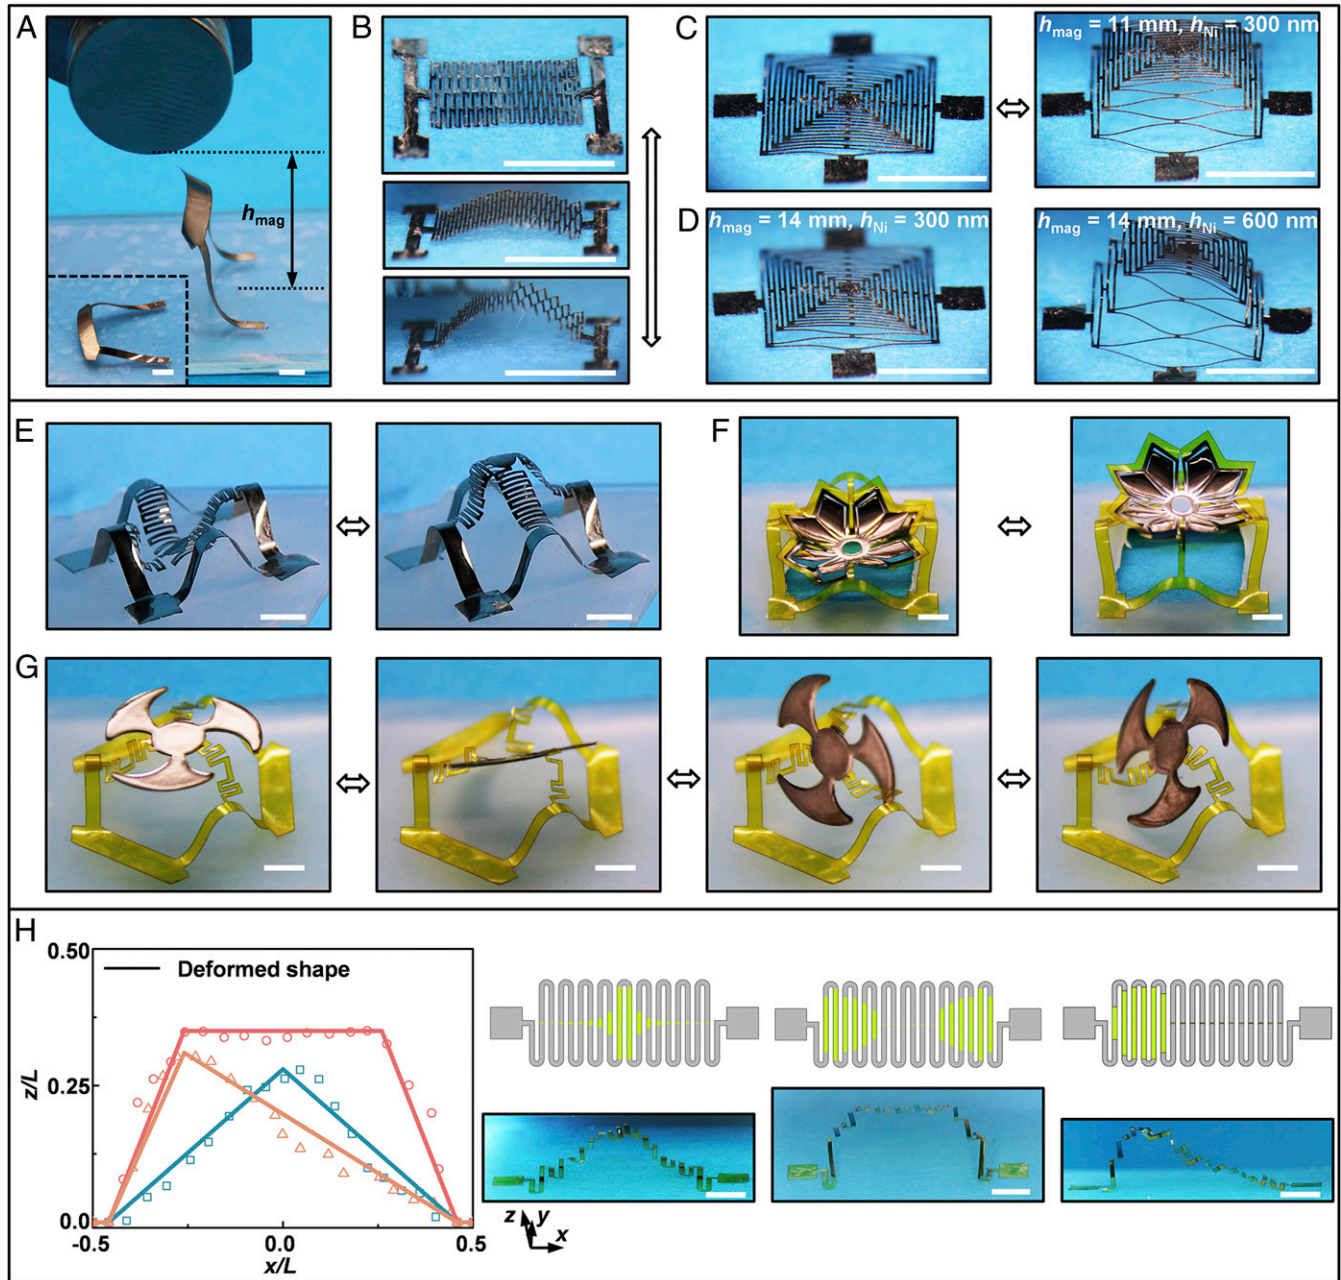 A
h_mag
B
C
h_mag = 11 mm, h_Ni = 300 nm
D
h_mag = 14 mm, h_Ni = 300 nm
h_mag = 14 mm, h_Ni = 600 nm
E
F
G
H
0.50
Deformed shape
z/L
0.25
0.0
-0.5
0.0
0.5
x/L
z
y
x